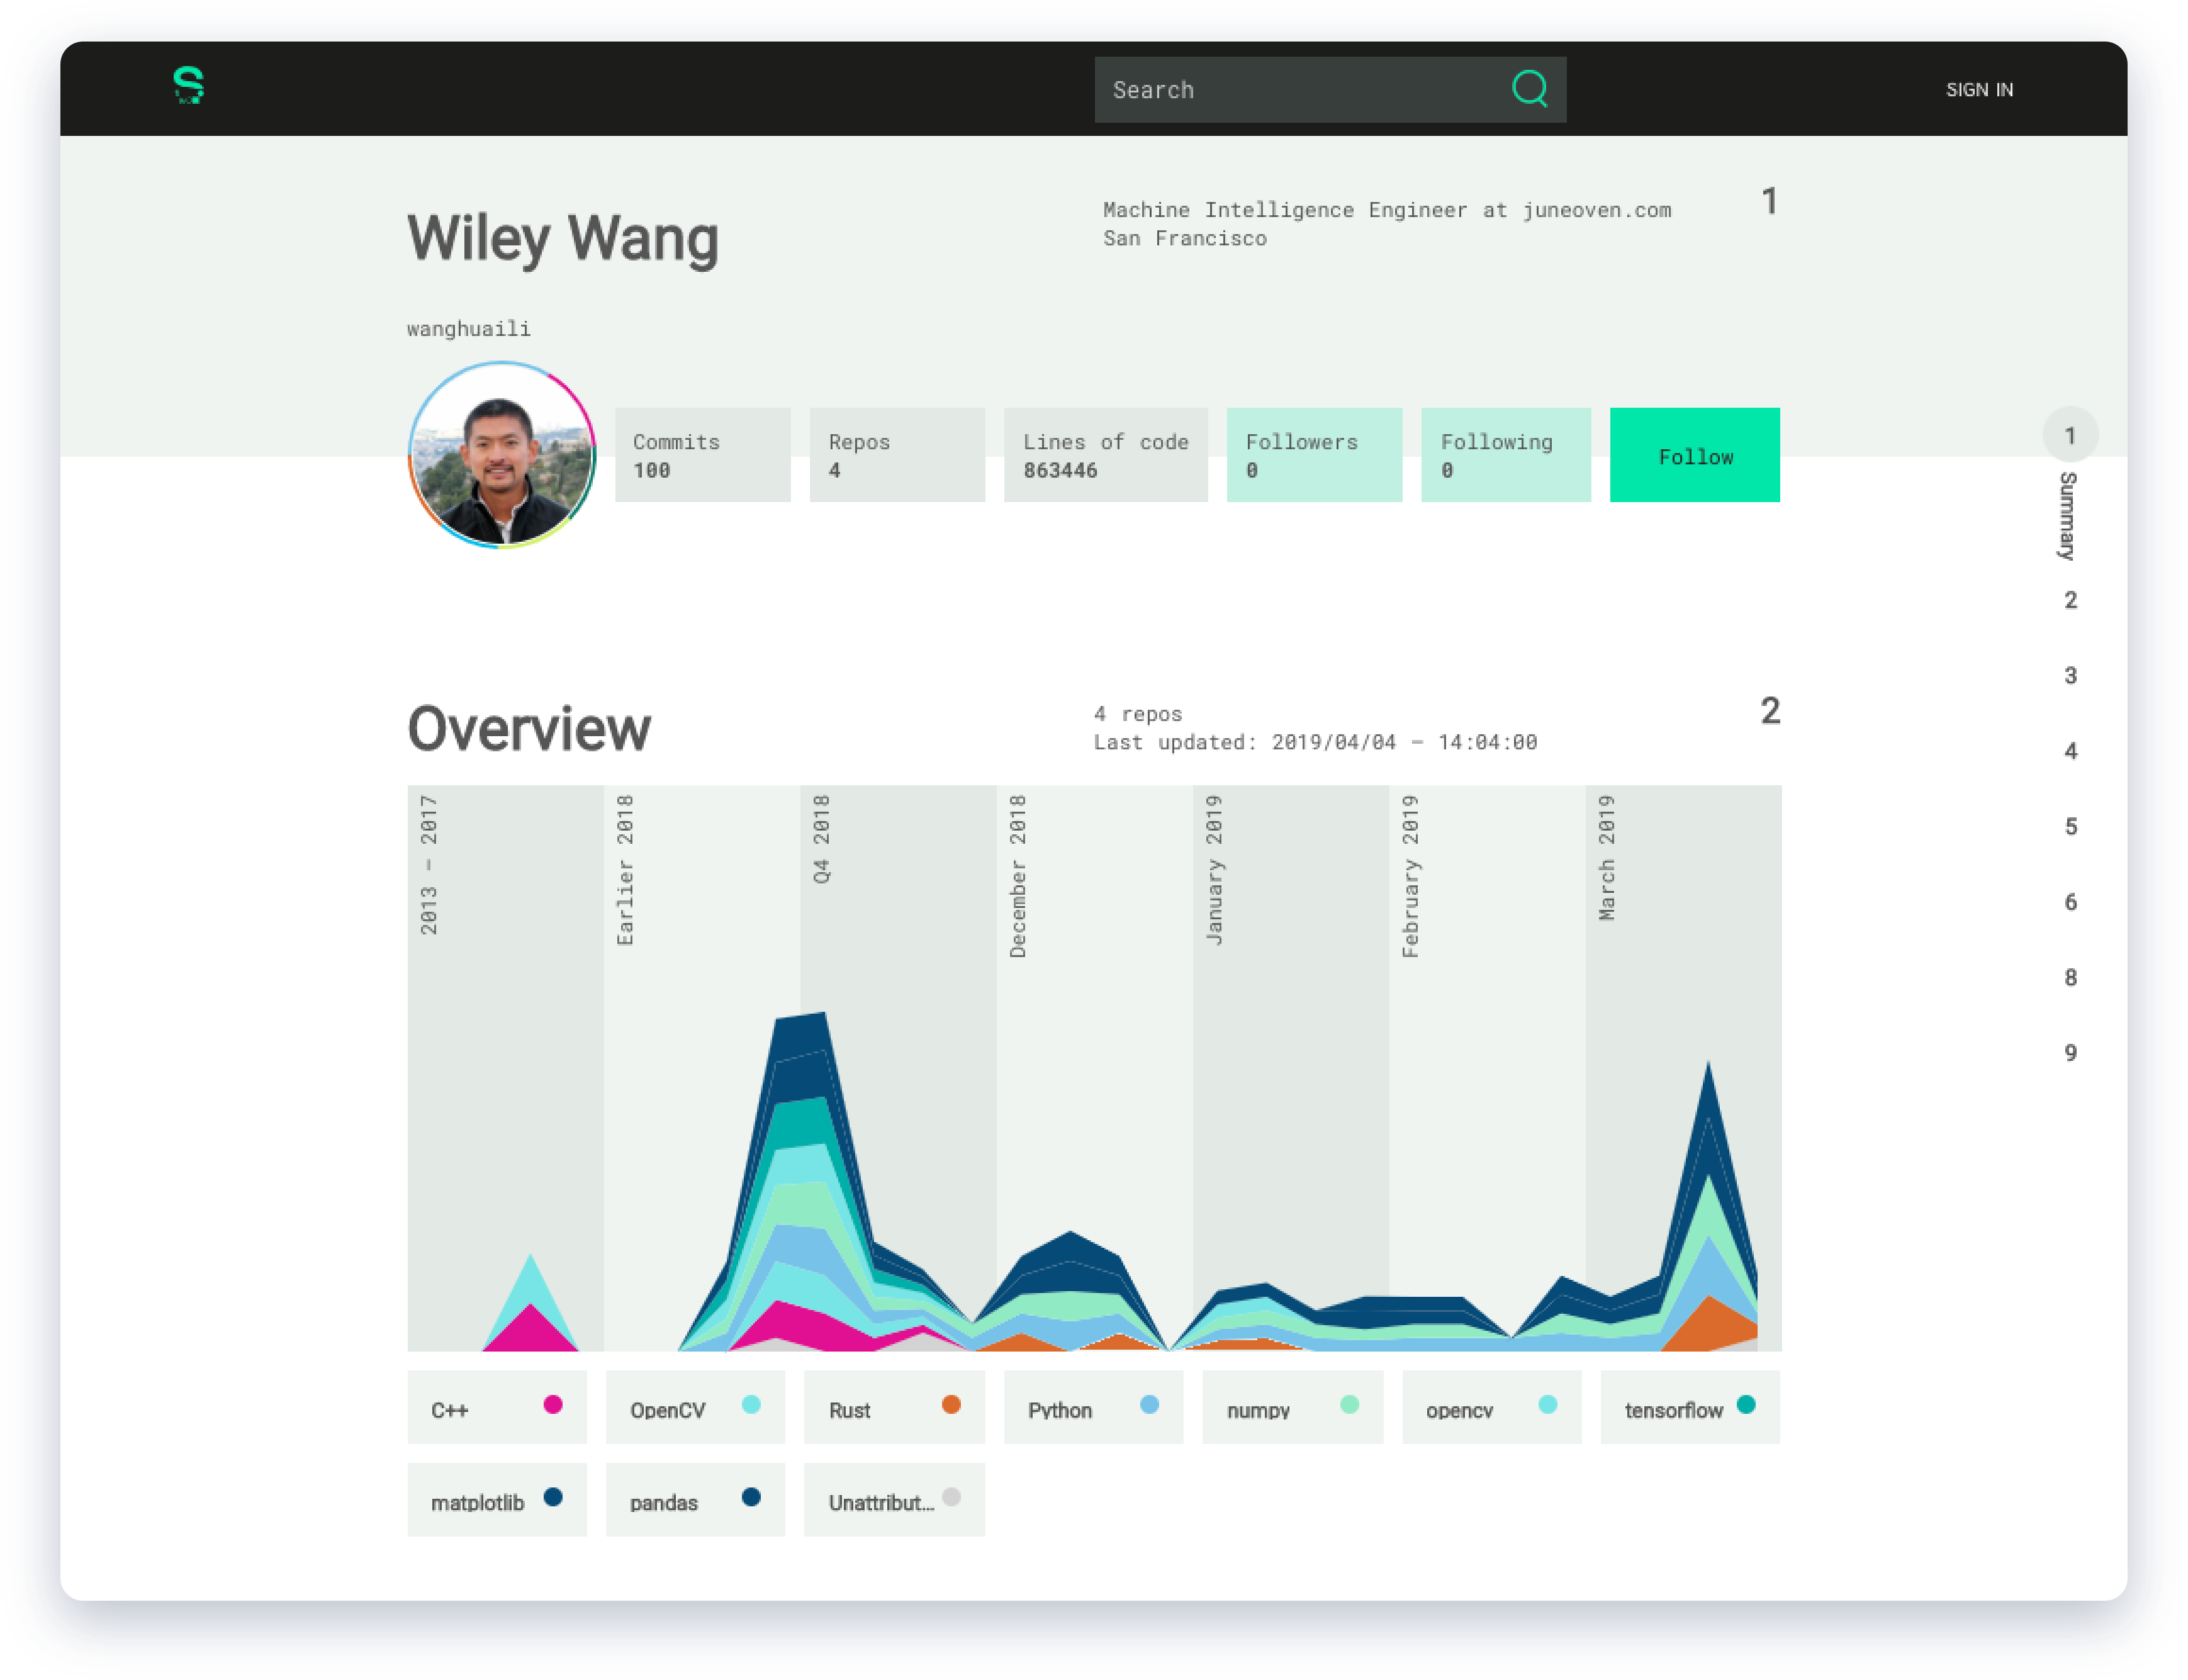 Search
SIGN IN
Wiley Wang
Machine Intelligence Engineer at juneoven.com
San Francisco
1
wanghuaili
Commits
100
Repos
4
Lines of code
863446
Followers
0
Following
0
Follow
1
Summary
2
3
4
5
6
8
9
Overview
4 repos
Last updated: 2019/04/04 – 14:04:00
2
2013 – 2017
Earlier 2018
Q4 2018
December 2018
January 2019
February 2019
March 2019
C++
OpenCV
Rust
Python
numpy
opencv
tensorflow
matplotlib
pandas
Unattribut...